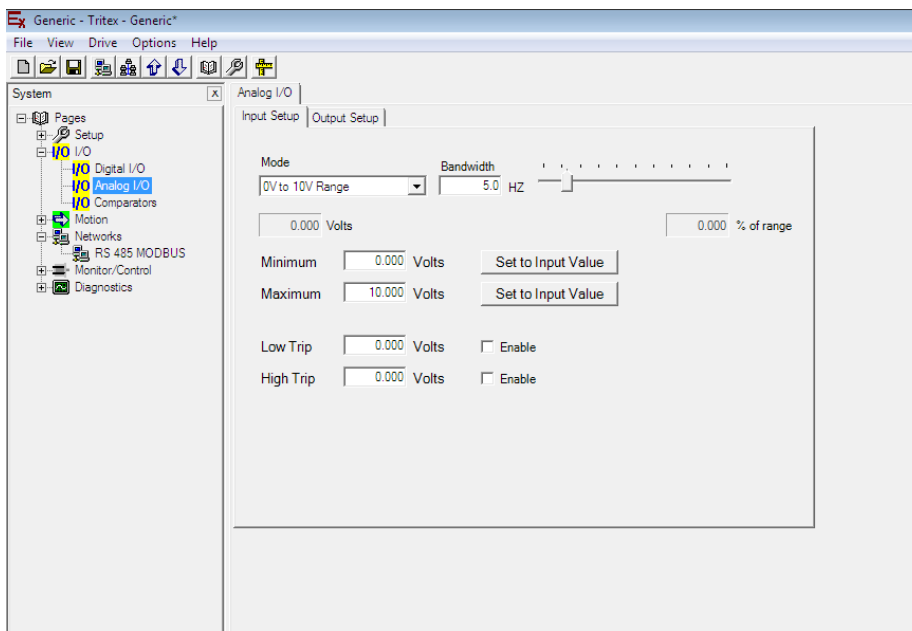 Ex Generic - Tritex - Generic*
File View Drive Options Help
System X
Pages
Setup
I/O I/O
I/O Digital I/O
I/O Analog I/O
I/O Comparators
Motion
Networks
RS 485 MODBUS
Monitor/Control
Diagnostics
Analog I/O
Input Setup Output Setup
Mode Bandwidth
0V to 10V Range 5.0 HZ
0.000 Volts 0.000 % of range
Minimum 0.000 Volts Set to Input Value
Maximum 10.000 Volts Set to Input Value
Low Trip 0.000 Volts Enable
High Trip 0.000 Volts Enable